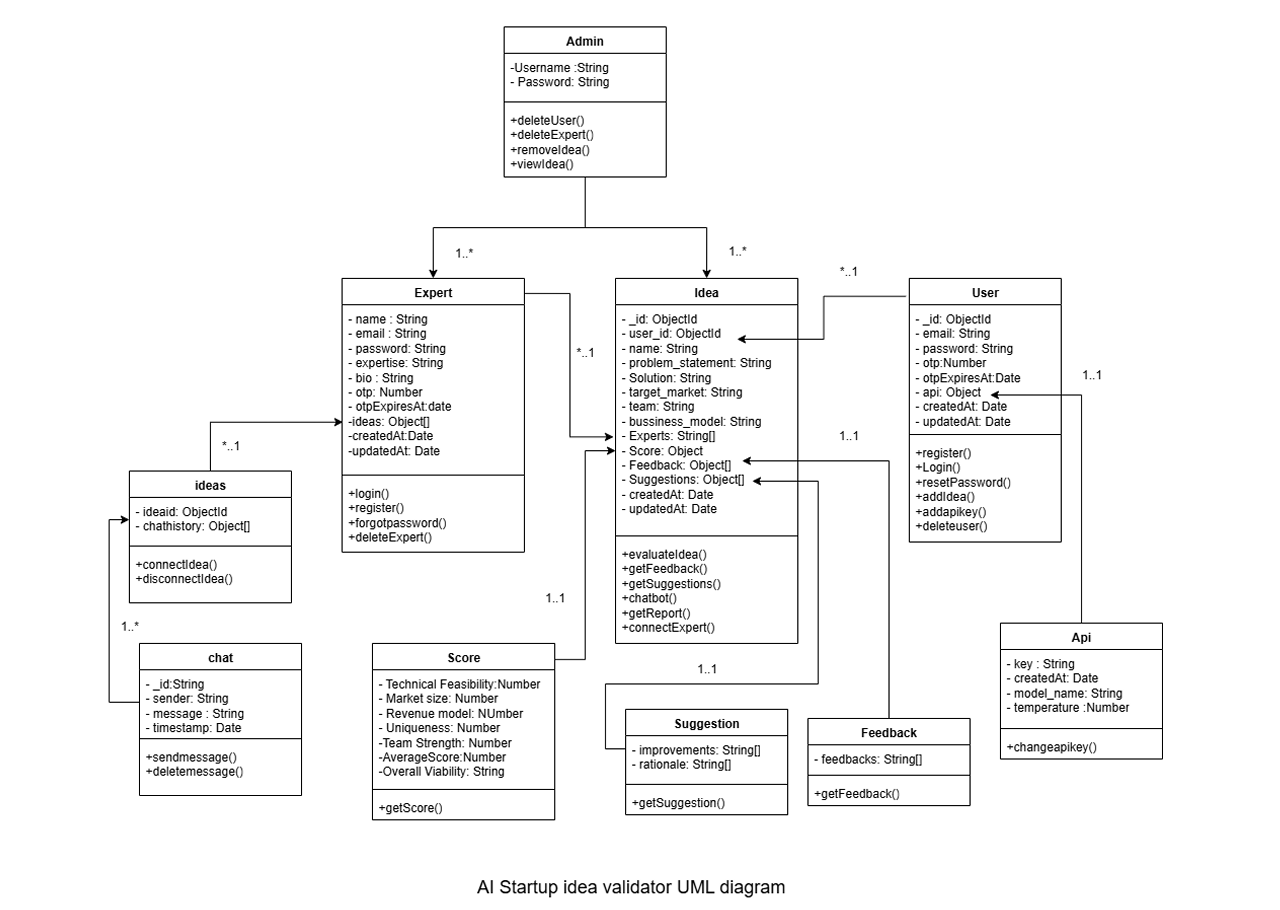 Admin
-Username :String
- Password: String
+deleteUser()
+deleteExpert()
+removeIdea()
+viewIdea()
1..*
1..*
Expert
- name : String
- email : String
- password: String
- expertise: String
- bio : String
- otp: Number
- otpExpiresAt:date
-ideas: Object[]
-createdAt:Date
-updatedAt: Date
+login()
+register()
+forgotpassword()
+deleteExpert()
*..1
Idea
- _id: ObjectId
- user_id: ObjectId
- name: String
- problem_statement: String
- Solution: String
- target_market: String
- team: String
- bussiness_model: String
- Experts: String[]
- Score: Object
- Feedback: Object[]
- Suggestions: Object[]
- createdAt: Date
- updatedAt: Date
+evaluateIdea()
+getFeedback()
+getSuggestions()
+chatbot()
+getReport()
+connectExpert()
*..1
User
- _id: ObjectId
- email: String
- password: String
- otp:Number
- otpExpiresAt:Date
- api: Object
- createdAt: Date
- updatedAt: Date
+register()
+Login()
+resetPassword()
+addIdea()
+addapikey()
+deleteuser()
1..1
1..1
*..1
ideas
- ideaid: ObjectId
- chathistory: Object[]
+connectIdea()
+disconnectIdea()
1..*
chat
- _id:String
- sender: String
- message : String
- timestamp: Date
+sendmessage()
+deletemessage()
1..1
Score
- Technical Feasibility:Number
- Market size: Number
- Revenue model: NUmber
- Uniqueness: Number
-Team Strength: Number
-AverageScore:Number
-Overall Viability: String
+getScore()
1..1
Suggestion
- improvements: String[]
- rationale: String[]
+getSuggestion()
Feedback
- feedbacks: String[]
+getFeedback()
Api
- key : String
- createdAt: Date
- model_name: String
- temperature :Number
+changeapikey()
AI Startup idea validator UML diagram